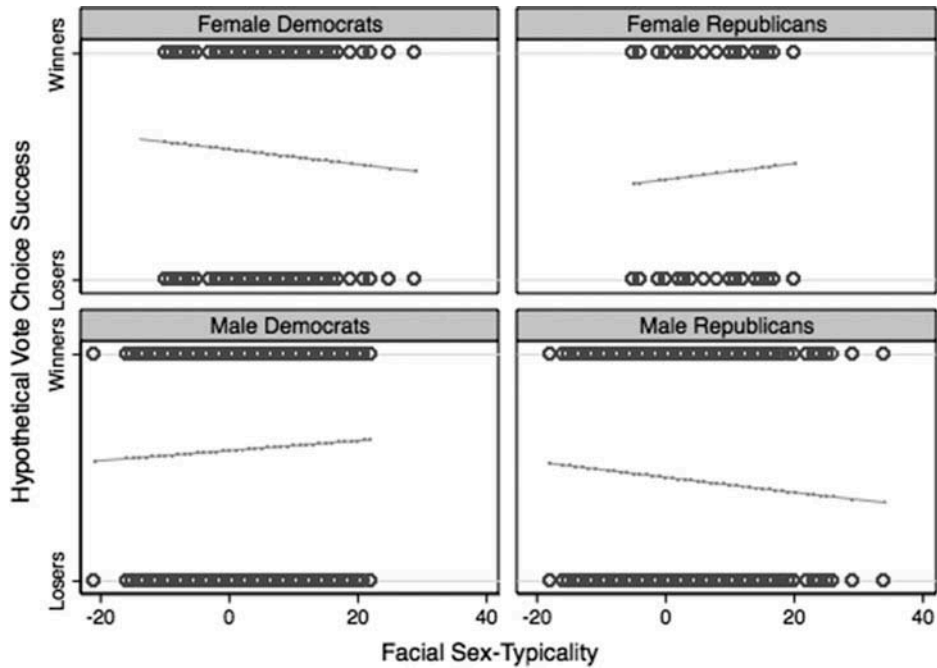 Female Democrats
Female Republicans
Winners
Losers
Hypothetical Vote Choice Success
Male Democrats
Male Republicans
Winners
Losers
-20 0 20 40
-20 0 20 40
Facial Sex-Typicality